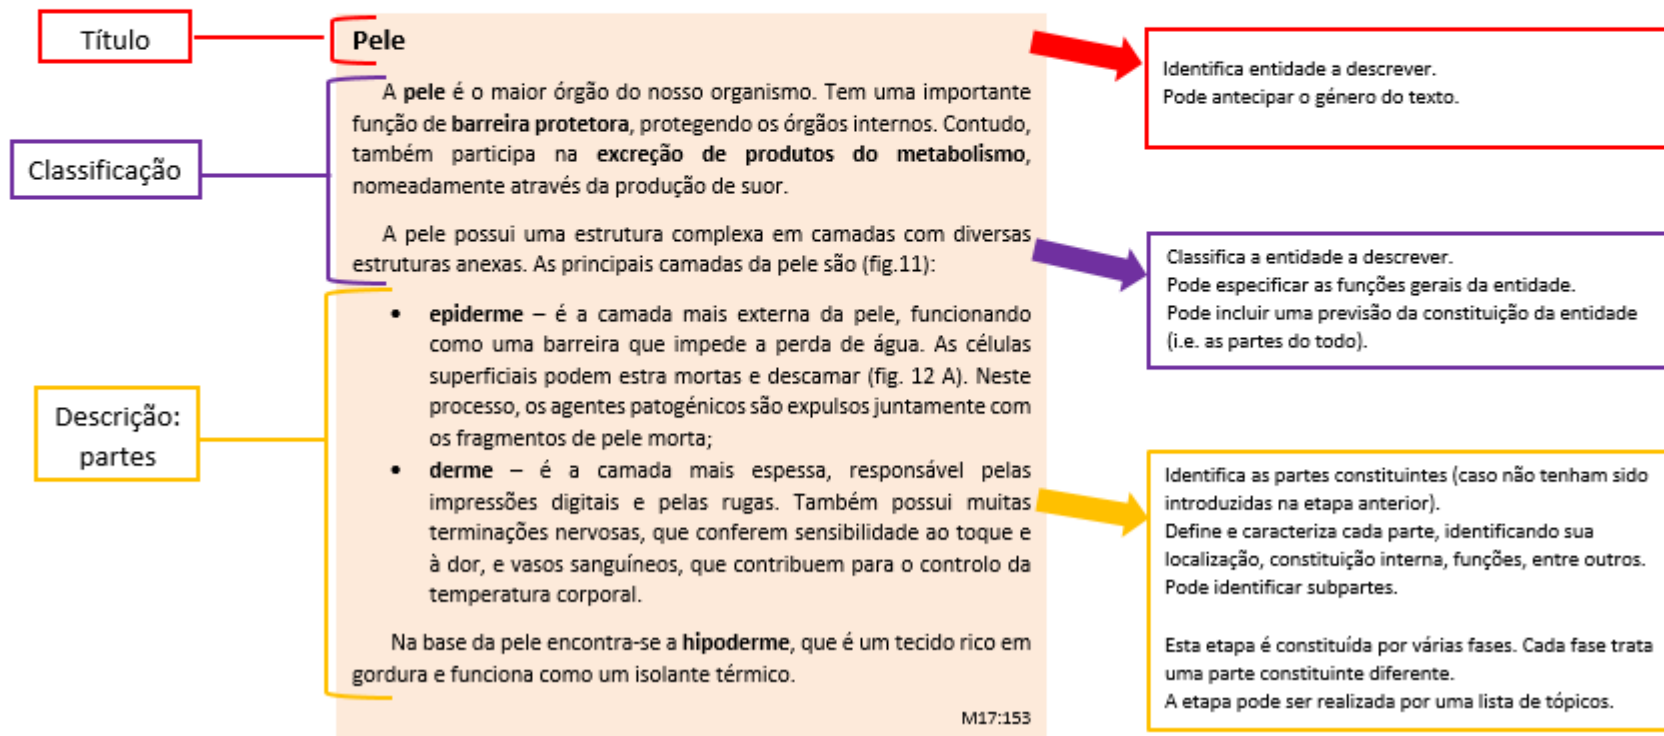 Título
Pele
A pele é o maior órgão do nosso organismo. Tem uma importante
função de barreira protetora, protegendo os órgãos internos. Contudo,
também participa na excreção de produtos do metabolismo,
nomeadamente através da produção de suor.
Classificação
A pele possui uma estrutura complexa em camadas com diversas
estruturas anexas. As principais camadas da pele são (fig.11):
• epiderme – é a camada mais externa da pele, funcionando
como uma barreira que impede a perda de água. As células
superficiais podem estra mortas e descamar (fig. 12 A). Neste
processo, os agentes patogénicos são expulsos juntamente com
os fragmentos de pele morta;
• derme – é a camada mais espessa, responsável pelas
impressões digitais e pelas rugas. Também possui muitas
terminações nervosas, que conferem sensibilidade ao toque e
à dor, e vasos sanguíneos, que contribuem para o controlo da
temperatura corporal.
Na base da pele encontra-se a hipoderme, que é um tecido rico em
gordura e funciona como um isolante térmico.
M17:153
Descrição:
partes
Identifica entidade a descrever.
Pode antecipar o género do texto.
Classifica a entidade a descrever.
Pode especificar as funções gerais da entidade.
Pode incluir uma previsão da constituição da entidade
(i.e. as partes do todo).
Identifica as partes constituintes (caso não tenham sido
introduzidas na etapa anterior).
Define e caracteriza cada parte, identificando sua
localização, constituição interna, funções, entre outros.
Pode identificar subpartes.
Esta etapa é constituída por várias fases. Cada fase trata
uma parte constituinte diferente.
A etapa pode ser realizada por uma lista de tópicos.